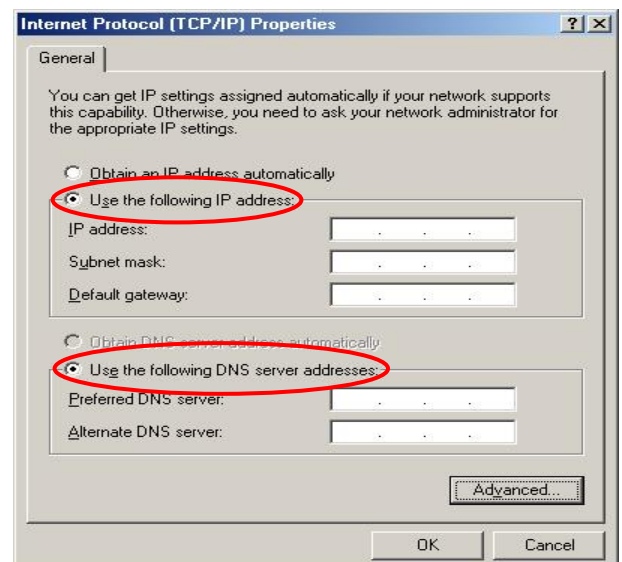 Internet Protocol (TCP/IP) Properties
General
You can get IP settings assigned automatically if your network supports
this capability. Otherwise, you need to ask your network administrator for
the appropriate IP settings.
Obtain an IP address automatically
Use the following IP address:
IP address:
Subnet mask:
Default gateway:
Obtain DNS server address automatically
Use the following DNS server addresses:
Preferred DNS server:
Alternate DNS server:
Advanced...
OK Cancel